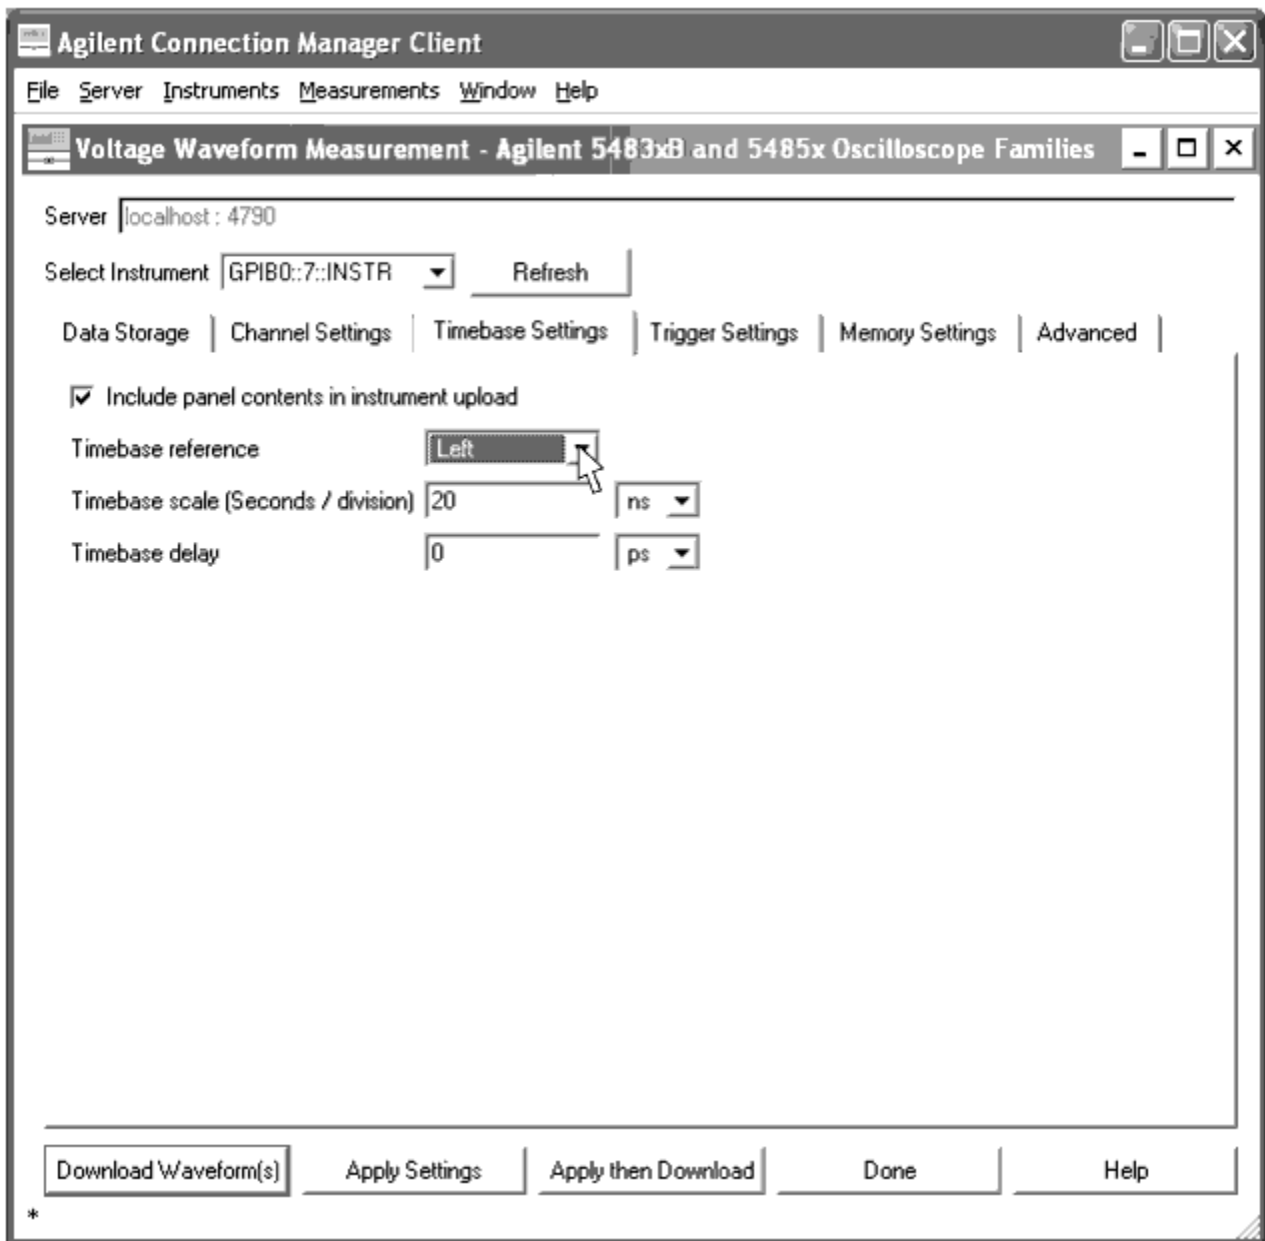 Agilent Connection Manager Client
File Server Instruments Measurements Window Help
Voltage Waveform Measurement - Agilent 5483xB and 5485x Oscilloscope Families
Server localhost : 4790
Select Instrument GPIB0::7::INSTR Refresh
Data Storage Channel Settings Timebase Settings Trigger Settings Memory Settings Advanced
Include panel contents in instrument upload
Timebase reference Left
Timebase scale (Seconds / division) 20 ns
Timebase delay 0 ps
Download Waveform(s) Apply Settings Apply then Download Done Help
*